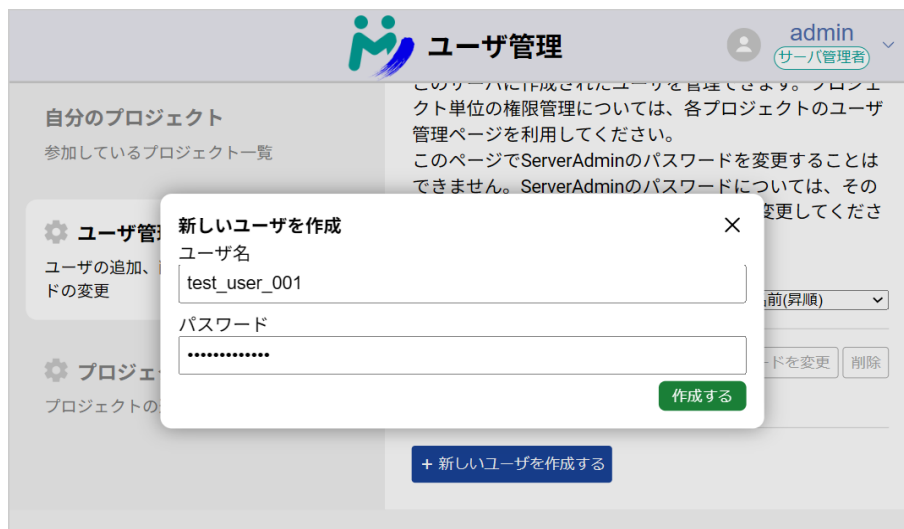 ユーザ管理
admin
サーバ管理者
自分のプロジェクト
参加しているプロジェクト一覧
ユーザ管
ユーザの追加、
ドの変更
プロジェ
プロジェクトの
このサーバに作成されたユーザを管理できます。プロジェ
クト単位の権限管理については、各プロジェクトのユーザ
管理ページを利用してください。
このページでServerAdminのパスワードを変更することは
できません。ServerAdminのパスワードについては、その
変更してくださ
前(昇順)
ドを変更
削除
+ 新しいユーザを作成する
新しいユーザを作成
ユーザ名
test_user_001
パスワード
•••••••••••••
作成する